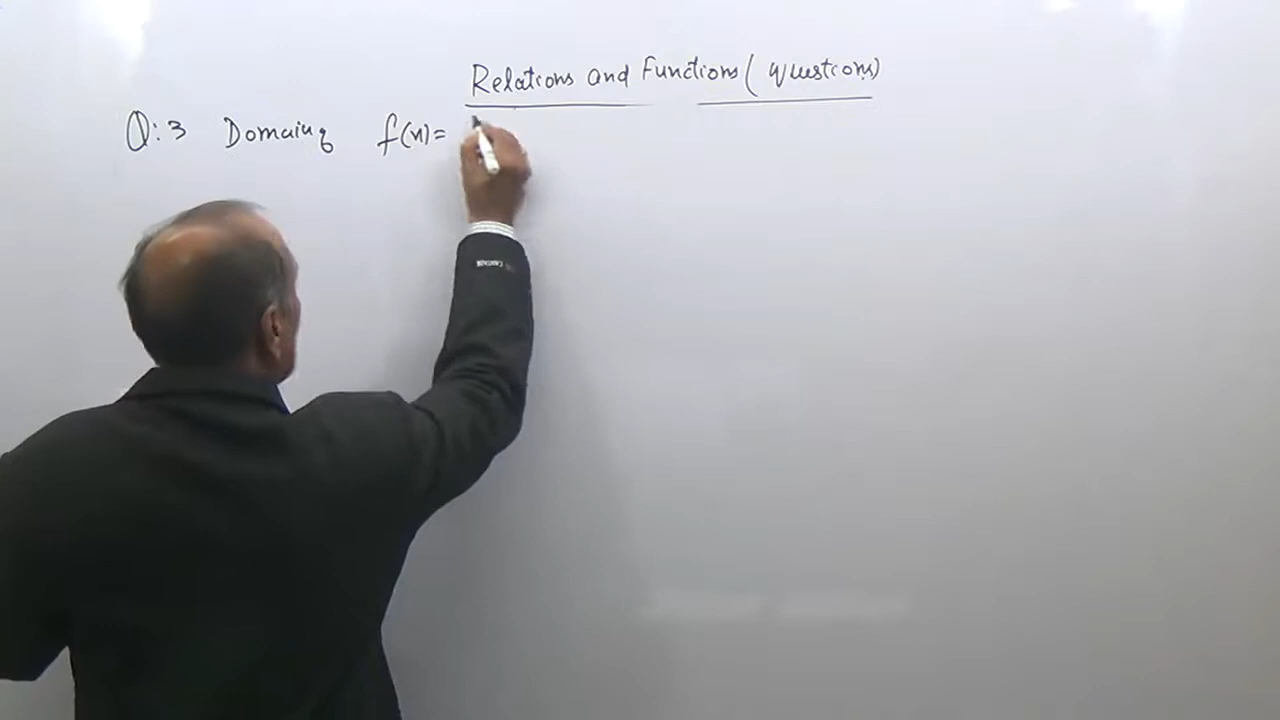 Relations and Functions (Questions)
Q:3 Domain of f(x)=